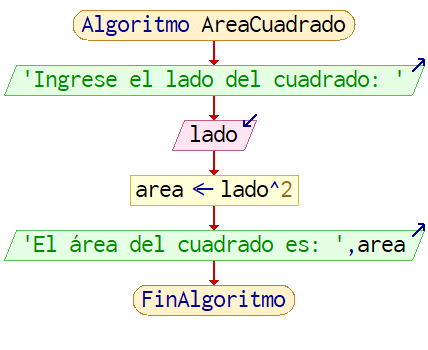 Algoritmo AreaCuadrado
'Ingrese el lado del cuadrado: '
lado
area ← lado^2
'El área del cuadrado es: ',area
FinAlgoritmo